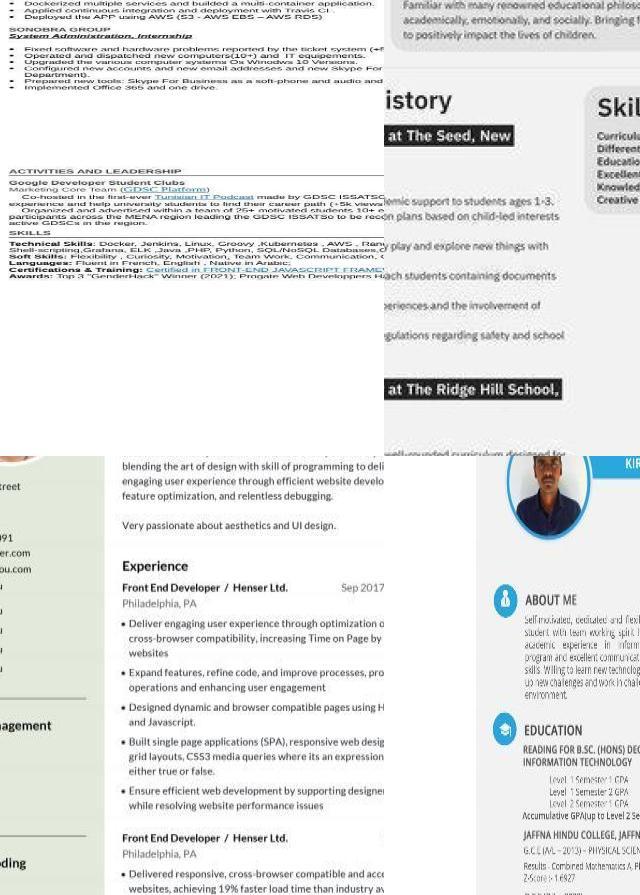 Dockerized multiple services and builded a multi-container application.
Applied continuous integration and deployment with Travis CI .
Deployed the APP using AWS (S3 - AWS EBS – AWS RDS)
SONOBRA GROUP
System Administration, Internship
Fixed software and hardware problems reported by the ticket system
Operated and dispatched new computers(10+) and IT equipements.
Upgraded the various computer systems Os Winodws 10 Versions.
Configured new accounts and new email addresses and new Skype For
Department).
Prepared new tools: Skype For Business as a soft-phone and audio and
Implemented Office 365 and one drive.
ACTIVITIES AND LEADERSHIP
Google Developer Student Clubs
Marketing Core Team (GDSC Platform)
Co-hosted in the first-ever Tunisian IT Podcast made by GDSC ISSATSO
experience and help university students to find their career path (+5k views
Organized and advertised within a team of 25+ motivated students 10+
participants across the MENA region leading the GDSC ISSATSo to be
active GDSCs in the region.
SKILLS
Technical Skills: Docker, Jenkins, Linux, Groovy ,Kubernetes , AWS ,
Shell-scripting,Grafana, ELK ,Java ,PHP, Python, SQL/NoSQL Databases,
Soft Skills: Flexibility , Curiosity, Motivation, Team Work, Communication,
Languages: Fluent in French, English , Native in Arabic;
Certifications & Training: Certified in FRONT-END JAVASCRIPT
Awards: Top 3 "GenderHack" Winner (2021); Progate Web Developpers
Familiar with many renowned educational
academically, emotionally, and socially. Bringing
to positively impact the lives of children.
istory
at The Seed, New
emic support to students ages 1-3.
n plans based on child-led interests
play and explore new things with
ach students containing documents
periences and the involvement of
gulations regarding safety and school
at The Ridge Hill School,
well-rounded curriculum designed for
Skil
Curriculu
Different
Educatio
Excellent
Knowled
Creative
treet
091
er.com
ou.com
agement
oding
blending the art of design with skill of programming to deli
engaging user experience through efficient website develo
feature optimization, and relentless debugging.
Very passionate about aesthetics and UI design.
Experience
Front End Developer / Henser Ltd. Sep 2017
Philadelphia, PA
• Deliver engaging user experience through optimization o
cross-browser compatibility, increasing Time on Page by
websites
• Expand features, refine code, and improve processes, pro
operations and enhancing user engagement
• Designed dynamic and browser compatible pages using H
and Javascript.
• Built single page applications (SPA), responsive web desig
grid layouts, CSS3 media queries where its an expression
either true or false.
• Ensure efficient web development by supporting designe
while resolving website performance issues
Front End Developer / Henser Ltd.
Philadelphia, PA
• Delivered responsive, cross-browser compatible and acce
websites, achieving 19% faster load time than industry av
KIR
ABOUT ME
Self-motivated, dedicated and flexi
student with team working spirit
academic experience in inform
program and excellent communicat
skills. Willing to learn new technolog
up new challenges and work in chall
environment.
EDUCATION
READING FOR B.SC. (HONS) DEG
INFORMATION TECHNOLOGY
Level 1 Semester 1 GPA
Level 1 Semester 2 GPA
Level 2 Semester 1 GPA
Accumulative GPA(up to Level 2 Se
JAFFNA HINDU COLLEGE, JAFFN
G.C.E (A/L – 2013) – PHYSICAL SCIEN
Results - Combined Mathematics A,
Z-Score :- 1.6927